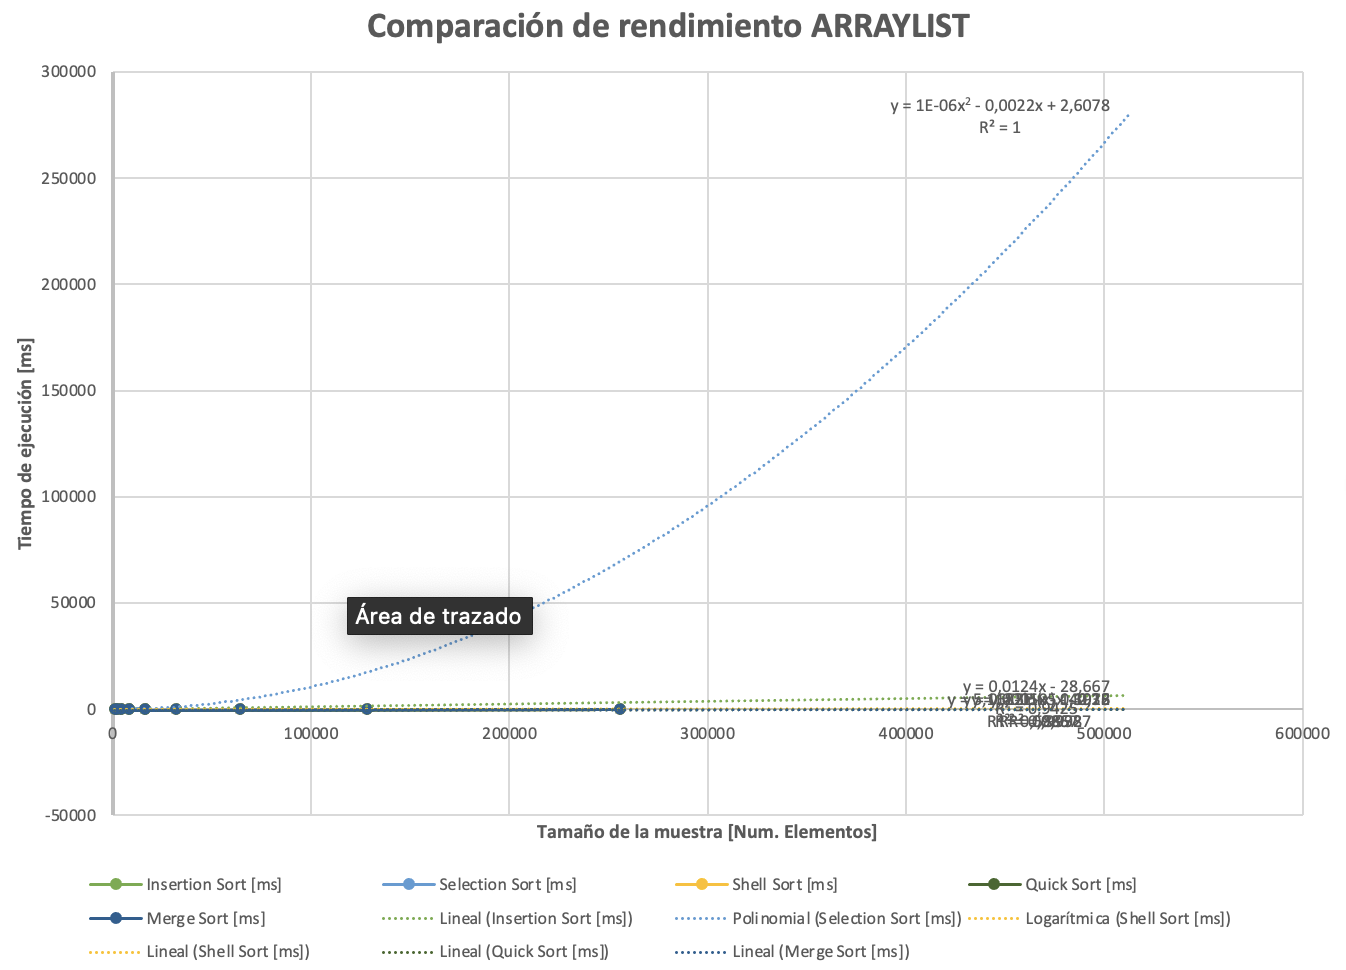 Comparación de rendimiento ARRAYLIST
300000
250000
200000
150000
100000
50000
0
-50000
Tiempo de ejecución [ms]
y = 1E-06x² - 0,0022x + 2,6078
R² = 1
Área de trazado
y = 0,0124x - 28,667
0
100000
200000
300000
400000
500000
600000
Tamaño de la muestra [Num. Elementos]
Insertion Sort [ms]
Selection Sort [ms]
Shell Sort [ms]
Quick Sort [ms]
Merge Sort [ms]
Lineal (Insertion Sort [ms])
Polinomial (Selection Sort [ms])
Logarítmica (Shell Sort [ms])
Lineal (Shell Sort [ms])
Lineal (Quick Sort [ms])
Lineal (Merge Sort [ms])